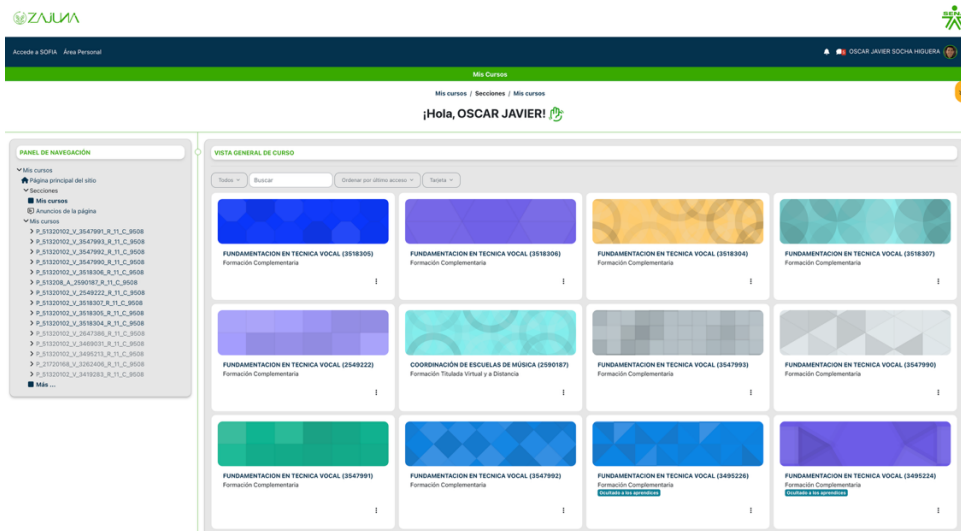 ZAJUNA
SENA
Accede a SOFIA Área Personal
OSCAR JAVIER SOCHA HIGUERA
Mis Cursos
Mis cursos / Secciones / Mis cursos
¡Hola, OSCAR JAVIER!
PANEL DE NAVEGACIÓN
Mis cursos
Página principal del sitio
Secciones
Mis cursos
Anuncios de la página
Mis cursos
P_51320102_V_3547991_R_11_C_9508
P_51320102_V_3547993_R_11_C_9508
P_51320102_V_3547992_R_11_C_9508
P_51320102_V_3547990_R_11_C_9508
P_51320102_V_3518306_R_11_C_9508
P_513208_A_2590187_R_11_C_9508
P_51320102_V_2549222_R_11_C_9508
P_51320102_V_3518307_R_11_C_9508
P_51320102_V_3518305_R_11_C_9508
P_51320102_V_3518304_R_11_C_9508
P_51320102_V_2647386_R_11_C_9508
P_51320102_V_3469031_R_11_C_9508
P_51320102_V_3495213_R_11_C_9508
P_21720168_V_3282406_R_11_C_9508
P_51320102_V_3419283_R_11_C_9508
Más ...
VISTA GENERAL DE CURSO
Todos Buscar Ordenar por último acceso Tarjeta
FUNDAMENTACION EN TECNICA VOCAL (3518305)
Formación Complementaria
FUNDAMENTACION EN TECNICA VOCAL (3518306)
Formación Complementaria
FUNDAMENTACION EN TECNICA VOCAL (3518304)
Formación Complementaria
FUNDAMENTACION EN TECNICA VOCAL (3518307)
Formación Complementaria
FUNDAMENTACION EN TECNICA VOCAL (2549222)
Formación Complementaria
COORDINACIÓN DE ESCUELAS DE MÚSICA (2590187)
Formación Titulada Virtual y a Distancia
FUNDAMENTACION EN TECNICA VOCAL (3547993)
Formación Complementaria
FUNDAMENTACION EN TECNICA VOCAL (3547990)
Formación Complementaria
FUNDAMENTACION EN TECNICA VOCAL (3547991)
Formación Complementaria
FUNDAMENTACION EN TECNICA VOCAL (3547992)
Formación Complementaria
FUNDAMENTACION EN TECNICA VOCAL (3495226)
Formación Complementaria
Ocultado a los aprendices
FUNDAMENTACION EN TECNICA VOCAL (3495224)
Formación Complementaria
Ocultado a los aprendices